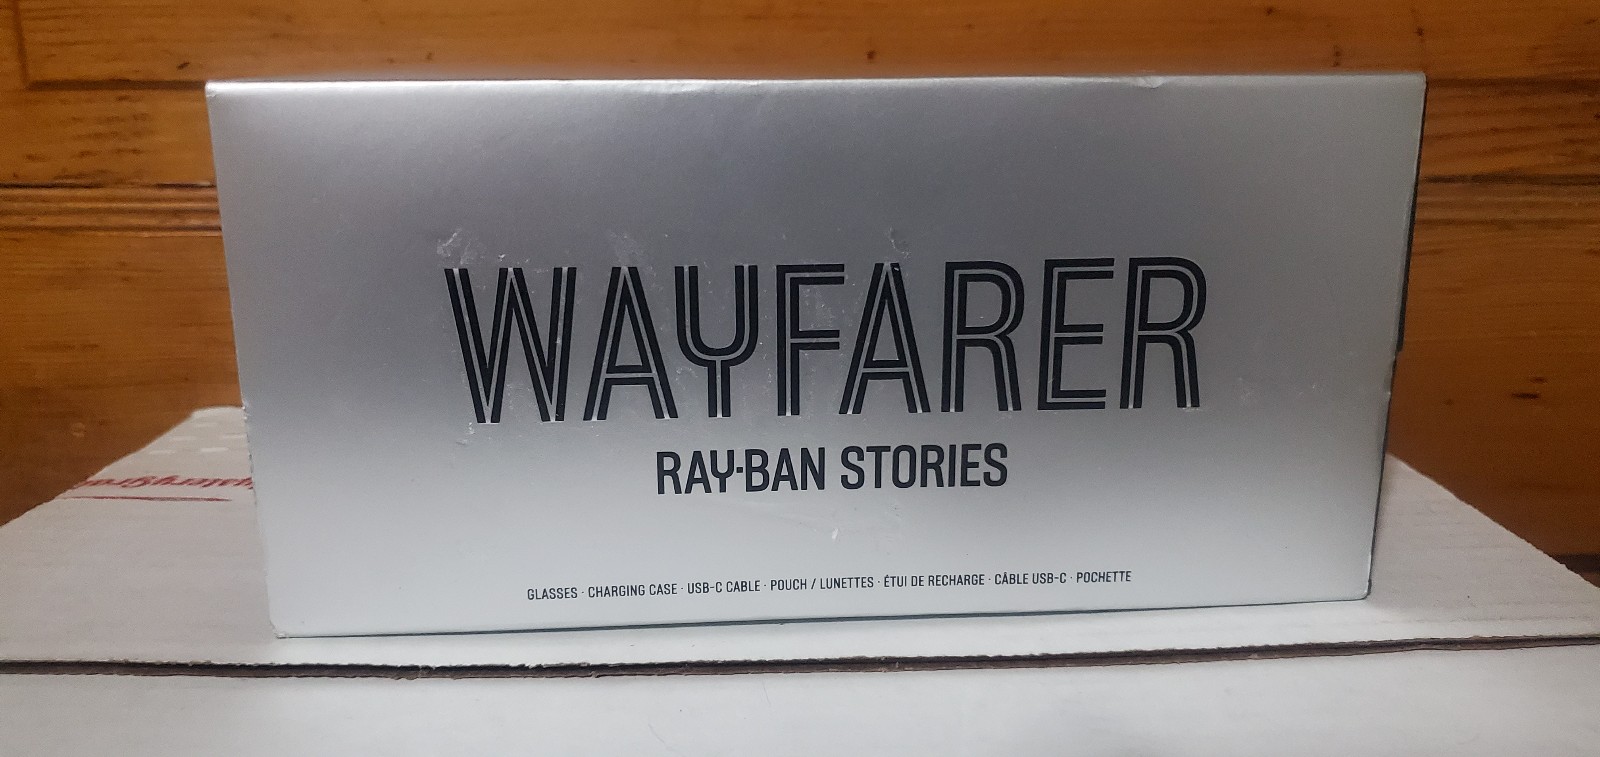 WAYFARER
RAY-BAN STORIES
GLASSES · CHARGING CASE · USB-C CABLE · POUCH / LUNETTES · ÉTUI DE RECHARGE · CÂBLE USB-C · POCHETTE